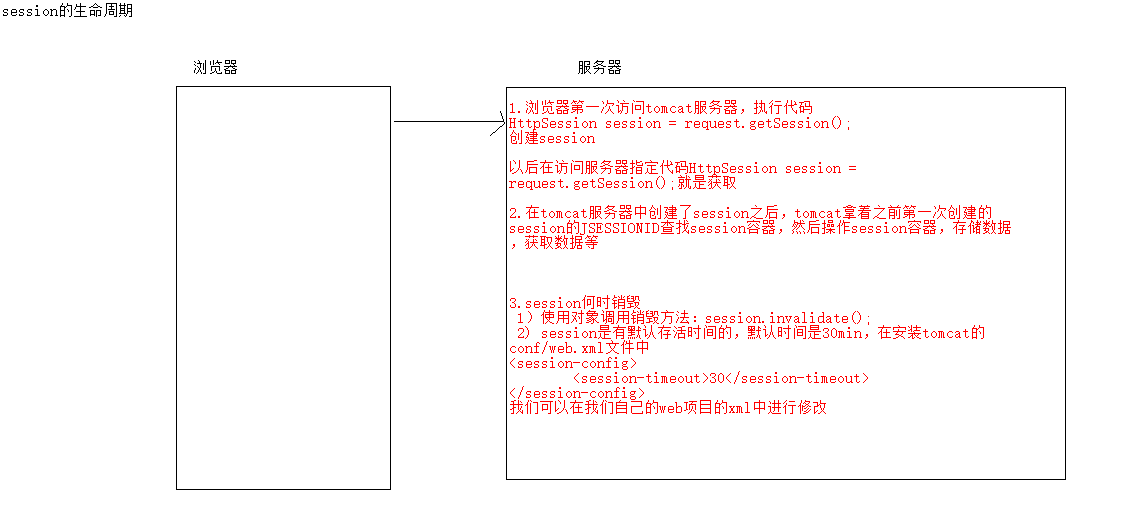 session的生命周期
浏览器
服务器
1.浏览器第一次访问tomcat服务器，执行代码
HttpSession session = request.getSession();
创建session
以后在访问服务器指定代码HttpSession session =
request.getSession();就是获取
2.在tomcat服务器中创建了session之后，tomcat拿着之前第一次创建的
session的JSESSIONID查找session容器，然后操作session容器，存储数据
，获取数据等
3.session何时销毁
1）使用对象调用销毁方法：session.invalidate();
2）session是有默认存活时间的，默认时间是30min，在安装tomcat的
conf/web.xml文件中
<session-config>
<session-timeout>30</session-timeout>
</session-config>
我们可以在我们自己的web项目的xml中进行修改